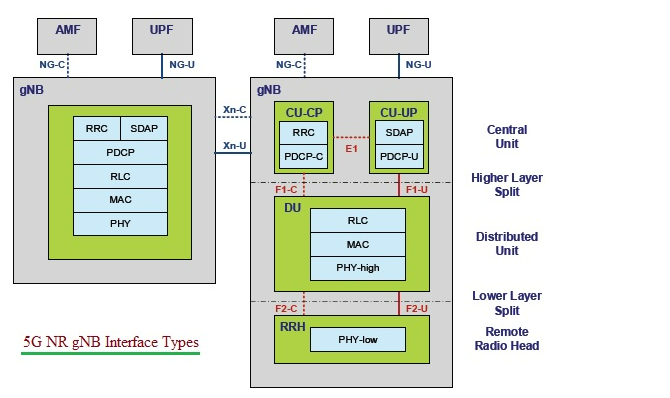 AMF
UPF
NG-C
NG-U
gNB
RRC
SDAP
PDCP
RLC
MAC
PHY
Xn-C
Xn-U
AMF
UPF
NG-C
NG-U
gNB
CU-CP
CU-UP
RRC
SDAP
E1
PDCP-C
PDCP-U
Central
Unit
F1-C
F1-U
Higher Layer
Split
DU
RLC
MAC
PHY-high
Distributed
Unit
F2-C
F2-U
Lower Layer
Split
RRH
PHY-low
Remote
Radio Head
5G NR gNB Interface Types